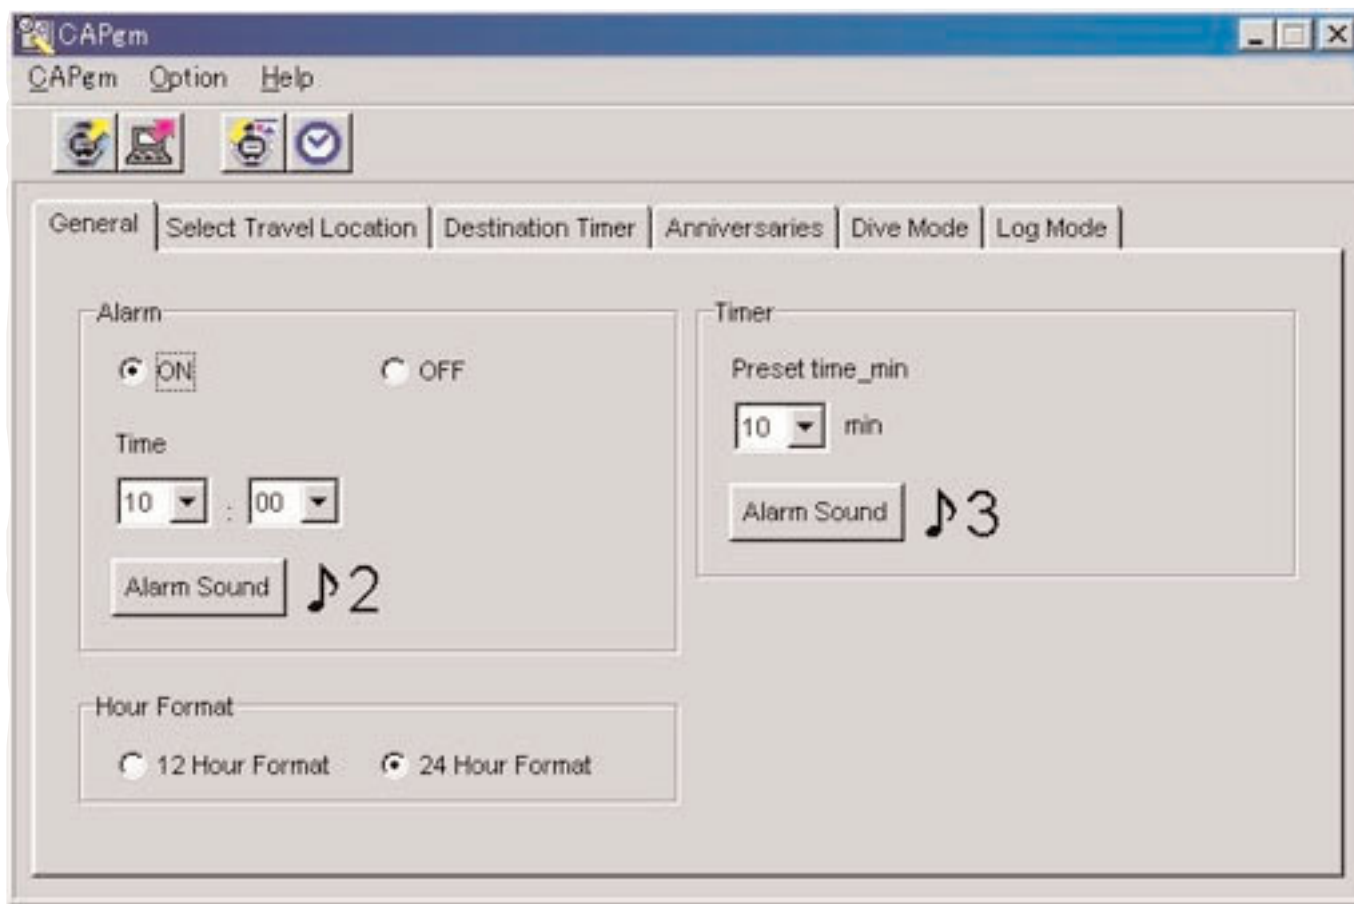 CAPgm
CAPgm Option Help
General Select Travel Location Destination Timer Anniversaries Dive Mode Log Mode
Alarm
ON OFF
Time
10 : 00
Alarm Sound ♪2
Timer
Preset time_min
10 min
Alarm Sound ♪3
Hour Format
12 Hour Format 24 Hour Format